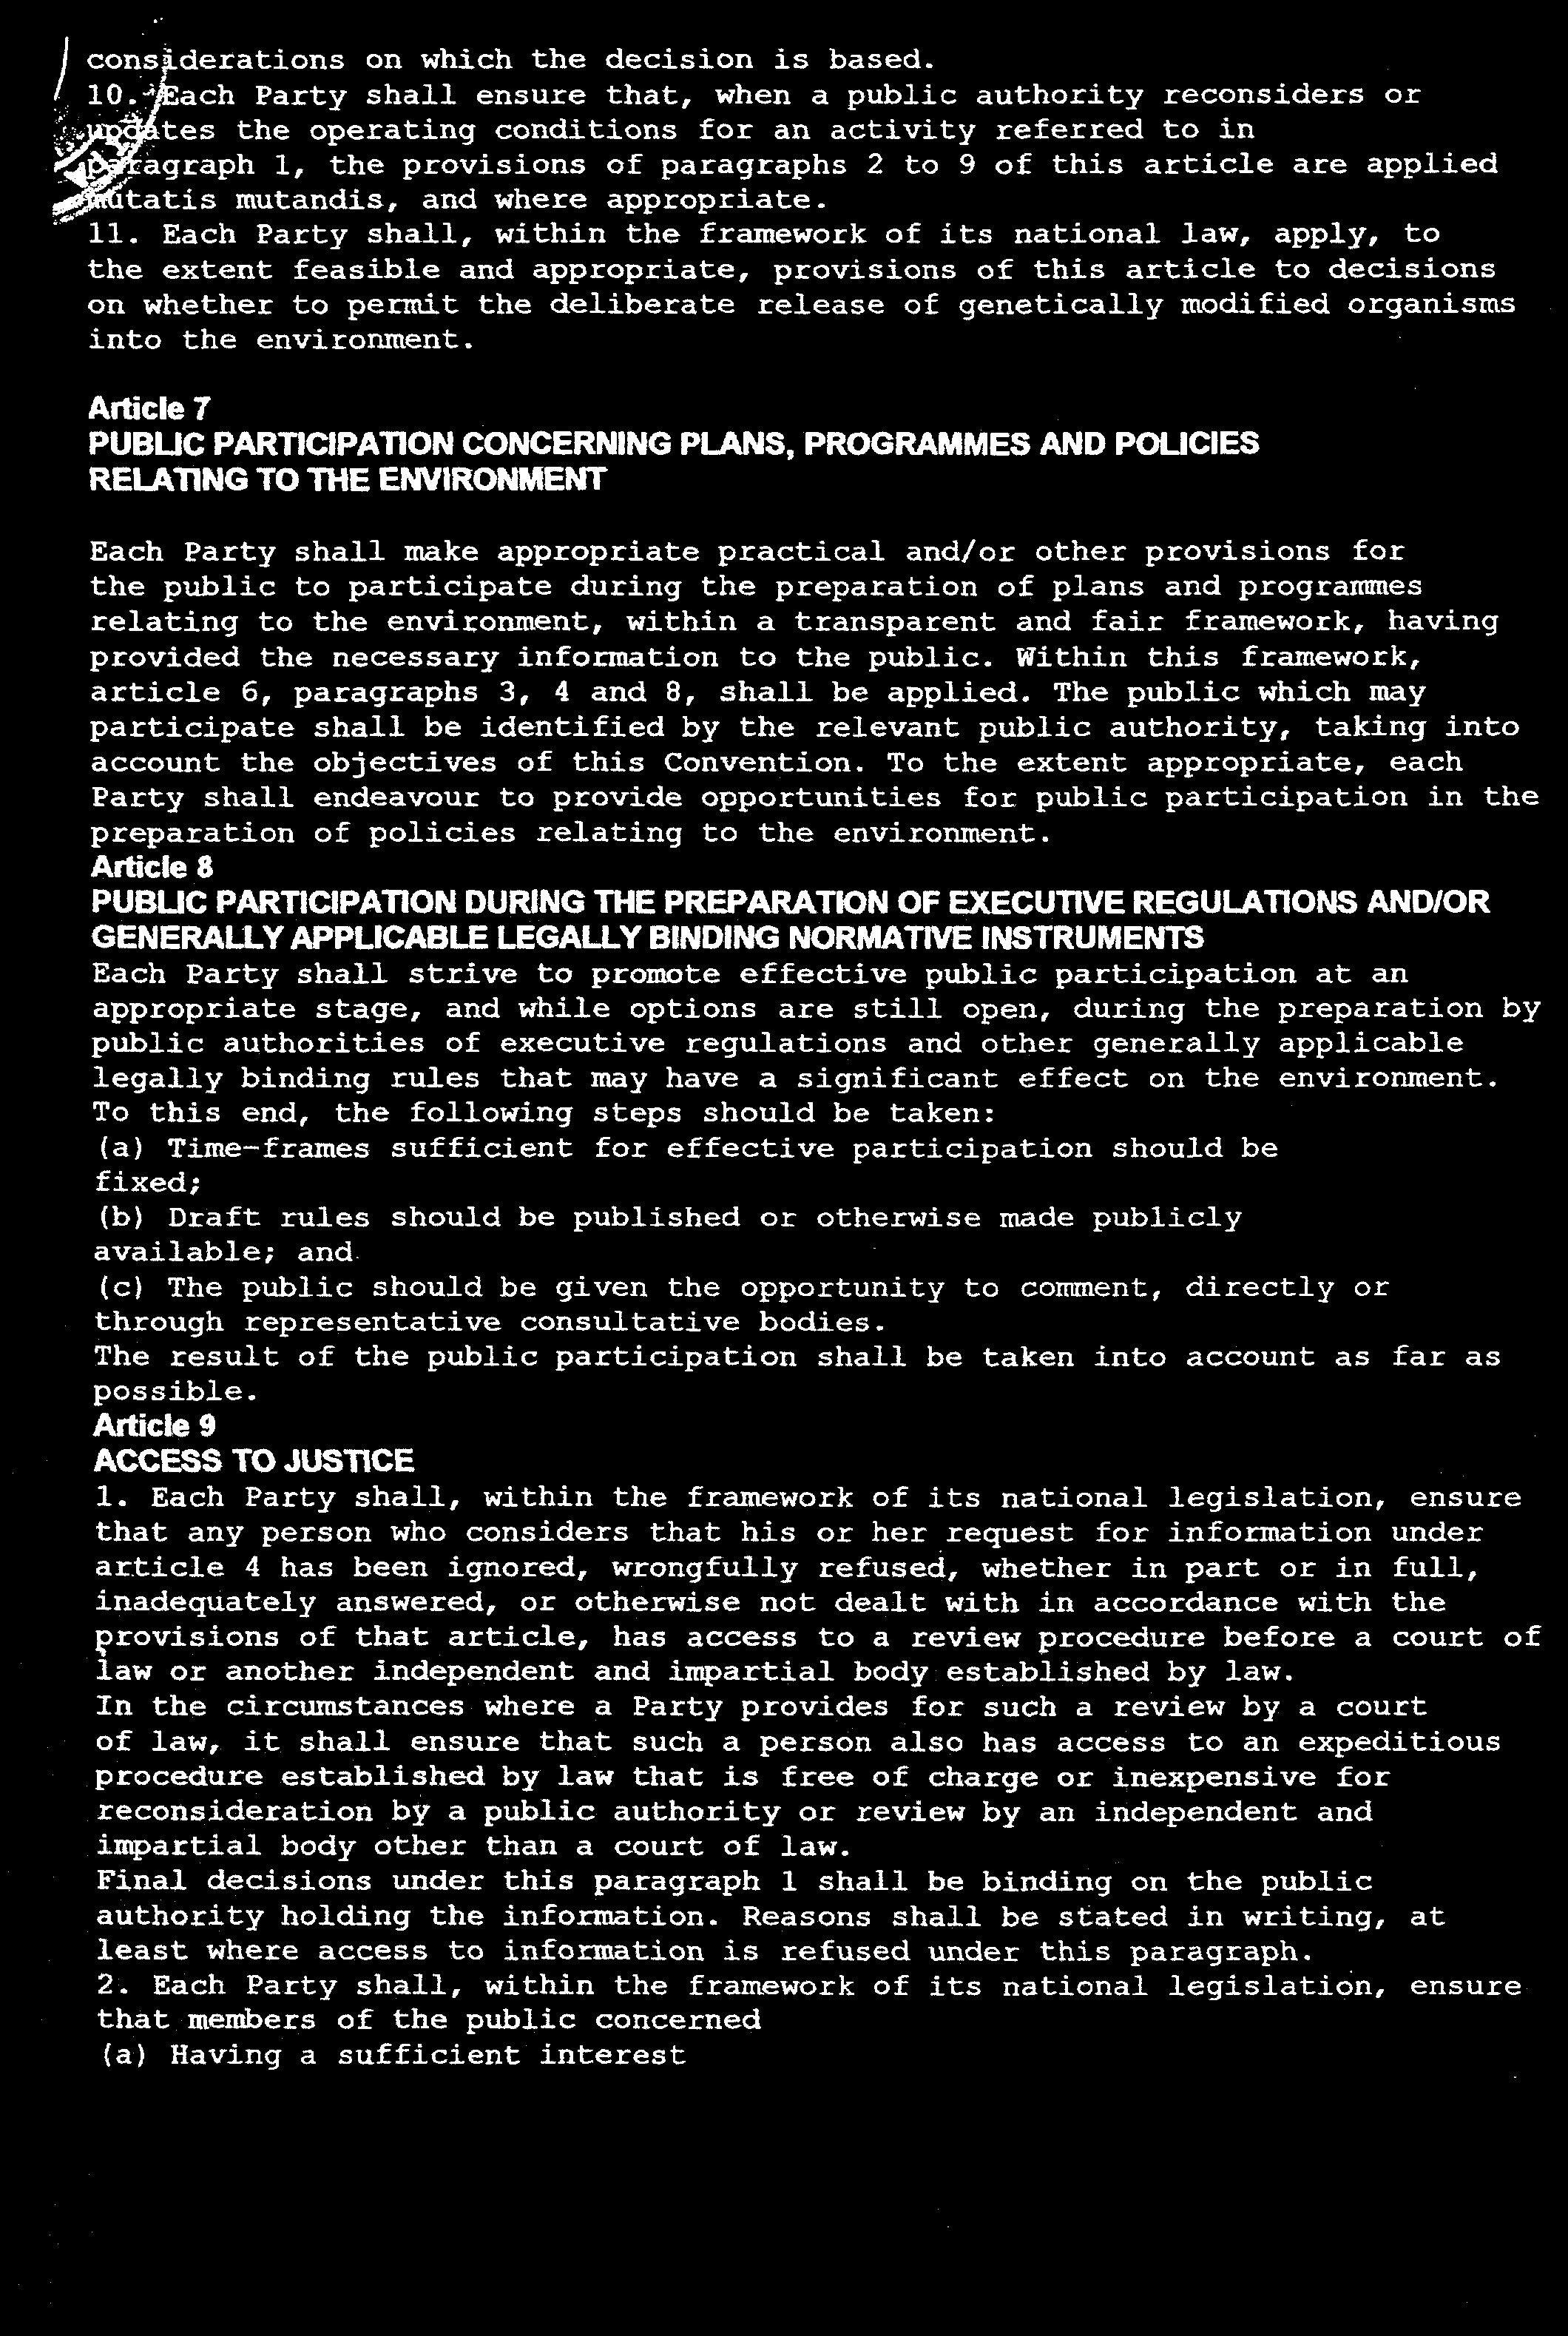 considerations on which the decision is based.
10. Each Party shall ensure that, when a public authority reconsiders or
updates the operating conditions for an activity referred to in
paragraph 1, the provisions of paragraphs 2 to 9 of this article are applied
mutatis mutandis, and where appropriate.
11. Each Party shall, within the framework of its national law, apply, to
the extent feasible and appropriate, provisions of this article to decisions
on whether to permit the deliberate release of genetically modified organisms
into the environment.
Article 7
PUBLIC PARTICIPATION CONCERNING PLANS, PROGRAMMES AND POLICIES
RELATING TO THE ENVIRONMENT
Each Party shall make appropriate practical and/or other provisions for
the public to participate during the preparation of plans and programmes
relating to the environment, within a transparent and fair framework, having
provided the necessary information to the public. Within this framework,
article 6, paragraphs 3, 4 and 8, shall be applied. The public which may
participate shall be identified by the relevant public authority, taking into
account the objectives of this Convention. To the extent appropriate, each
Party shall endeavour to provide opportunities for public participation in the
preparation of policies relating to the environment.
Article 8
PUBLIC PARTICIPATION DURING THE PREPARATION OF EXECUTIVE REGULATIONS AND/OR
GENERALLY APPLICABLE LEGALLY BINDING NORMATIVE INSTRUMENTS
Each Party shall strive to promote effective public participation at an
appropriate stage, and while options are still open, during the preparation by
public authorities of executive regulations and other generally applicable
legally binding rules that may have a significant effect on the environment.
To this end, the following steps should be taken:
(a) Time-frames sufficient for effective participation should be
fixed;
(b) Draft rules should be published or otherwise made publicly
available; and
(c) The public should be given the opportunity to comment, directly or
through representative consultative bodies.
The result of the public participation shall be taken into account as far as
possible.
Article 9
ACCESS TO JUSTICE
1. Each Party shall, within the framework of its national legislation, ensure
that any person who considers that his or her request for information under
article 4 has been ignored, wrongfully refused, whether in part or in full,
inadequately answered, or otherwise not dealt with in accordance with the
provisions of that article, has access to a review procedure before a court of
law or another independent and impartial body established by law.
In the circumstances where a Party provides for such a review by a court
of law, it shall ensure that such a person also has access to an expeditious
procedure established by law that is free of charge or inexpensive for
reconsideration by a public authority or review by an independent and
impartial body other than a court of law.
Final decisions under this paragraph 1 shall be binding on the public
authority holding the information. Reasons shall be stated in writing, at
least where access to information is refused under this paragraph.
2. Each Party shall, within the framework of its national legislation, ensure
that members of the public concerned
(a) Having a sufficient interest